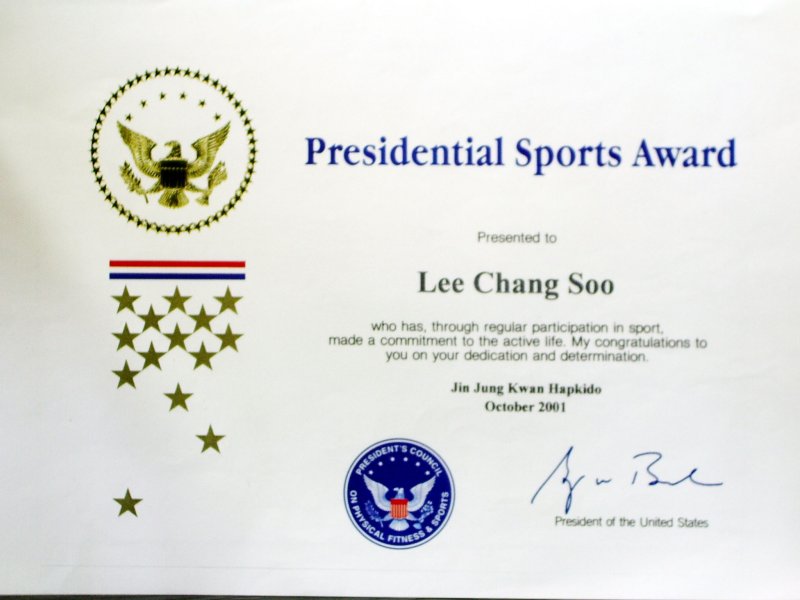 Presidential Sports Award
Presented to
Lee Chang Soo
who has, through regular participation in sport,
made a commitment to the active life. My congratulations to
you on your dedication and determination.
Jin Jung Kwan Hapkido
October 2001
PRESIDENT'S COUNCIL
ON PHYSICAL FITNESS & SPORTS
President of the United States